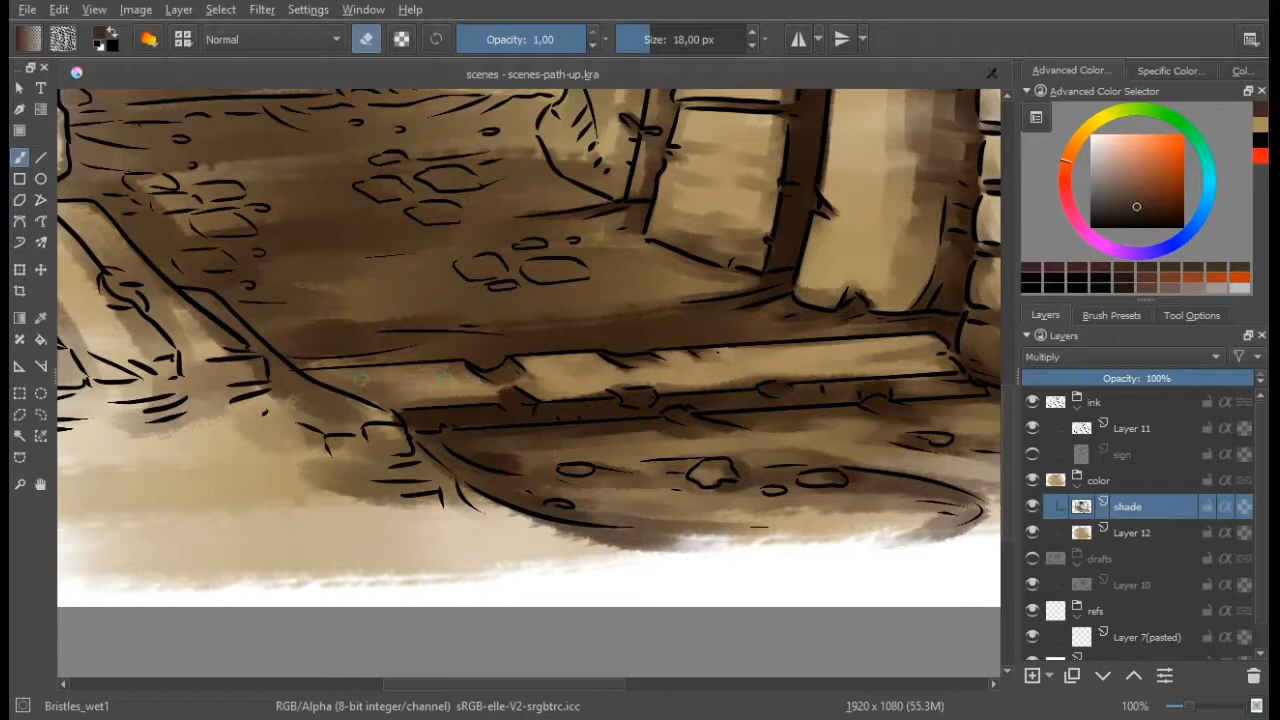 File Edit View Image Layer Select Filter Settings Window Help
Normal Opacity: 1,00 Size: 18,00 px
scenes - scenes-path-up.kra
Advanced Color... Specific Color... Col...
Advanced Color Selector
Layers Brush Presets Tool Options
Layers
Multiply
Opacity: 100%
ink
Layer 11
sign
color
shade
Layer 12
drafts
Layer 10
refs
Layer 7(pasted)
Bristles_wet1 RGB/Alpha (8-bit integer/channel) sRGB-elle-V2-srgbtrc.icc 1920 x 1080 (55.3M) 100%